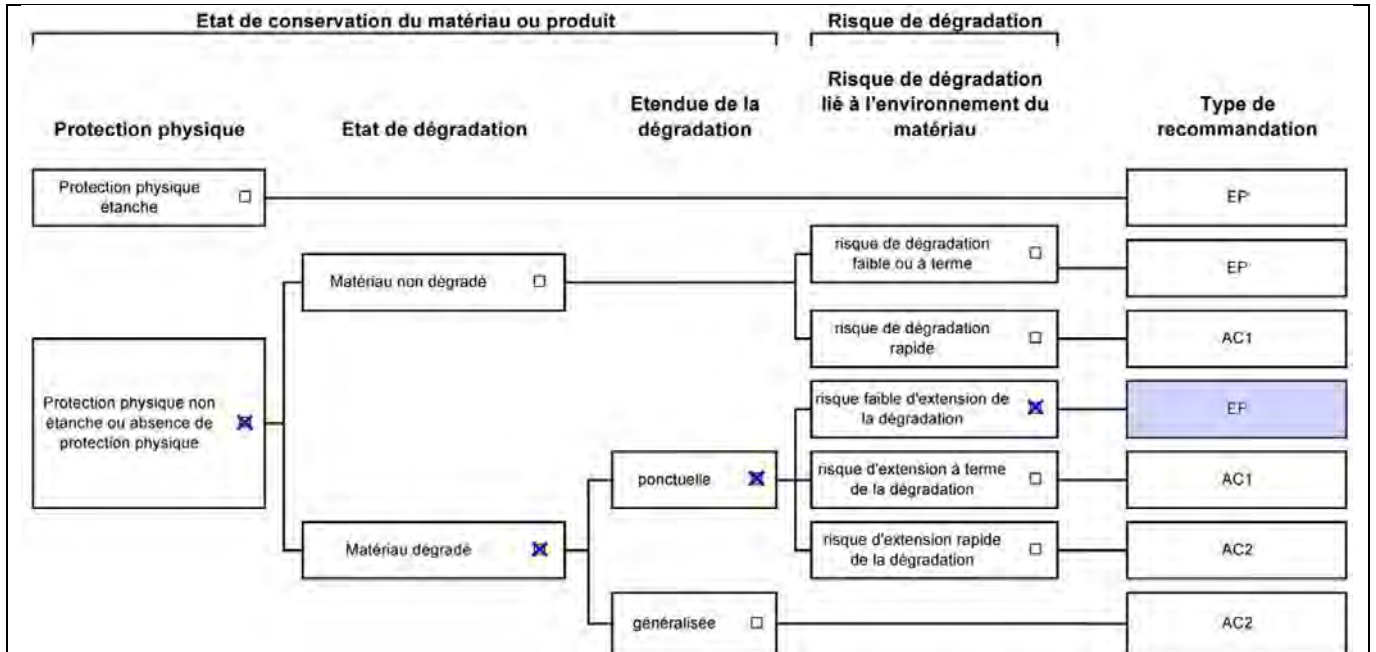 Etat de conservation du matériau ou produit
Risque de dégradation
Protection physique
Etat de dégradation
Etendue de la
dégradation
Risque de dégradation
lié à l'environnement du
matériau
Type de
recommandation
Protection physique
étanche
EP
Matériau non dégradé
risque de dégradation
faible ou à terme
EP
risque de dégradation
rapide
AC1
Protection physique non
étanche ou absence de
protection physique
Matériau dégradé
ponctuelle
risque faible d'extension de
la dégradation
EP
risque d'extension à terme
de la dégradation
AC1
risque d'extension rapide
de la dégradation
AC2
généralisée
AC2